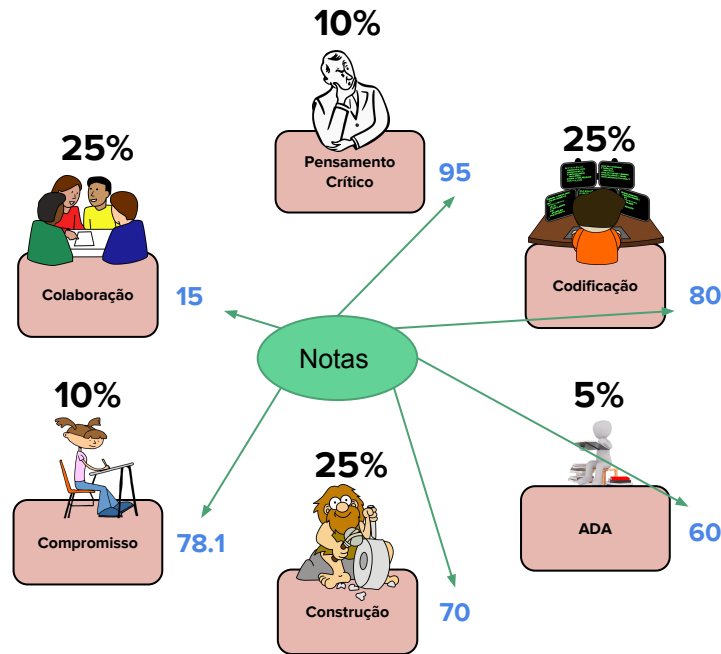 10%
Pensamento
Crítico
95
25%
Colaboração
15
25%
Codificação
80
Notas
10%
Compromisso
78.1
25%
Construção
70
5%
ADA
60